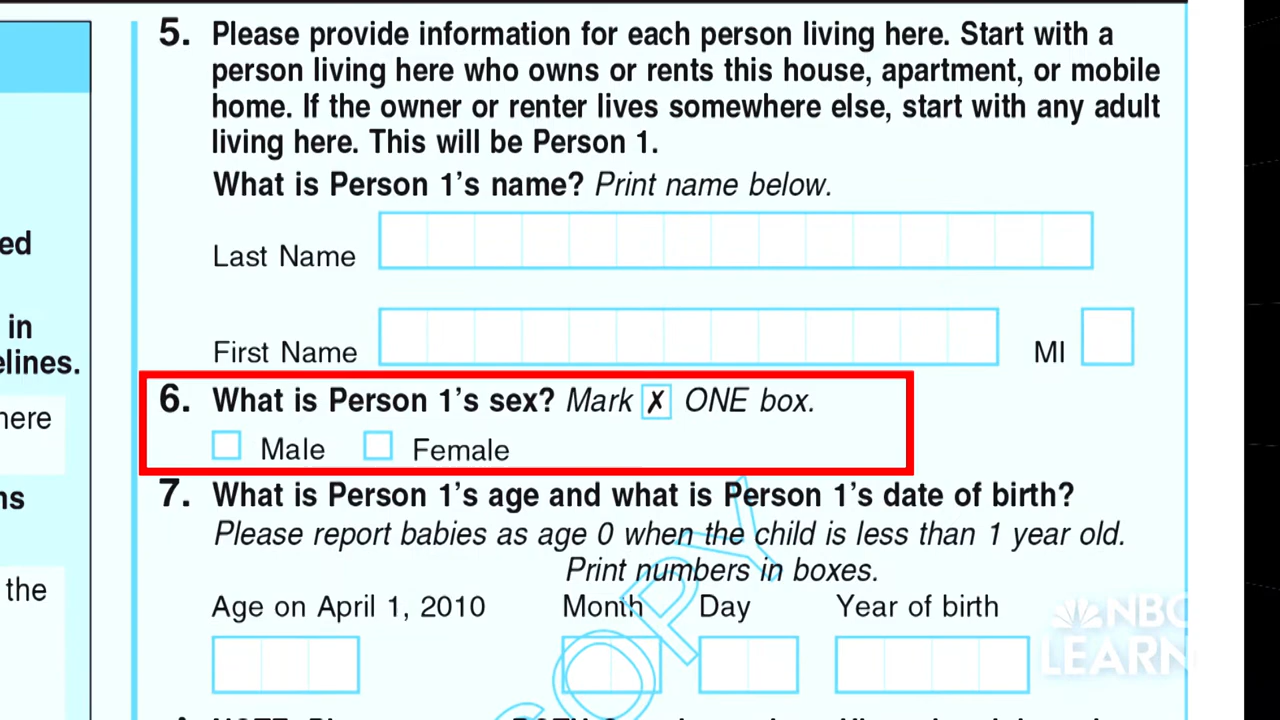 ed
in
elines.
here
ns
the
5. Please provide information for each person living here. Start with a
person living here who owns or rents this house, apartment, or mobile
home. If the owner or renter lives somewhere else, start with any adult
living here. This will be Person 1.
What is Person 1's name? Print name below.
Last Name
First Name MI
6. What is Person 1's sex? Mark ✗ ONE box.
Male Female
7. What is Person 1's age and what is Person 1's date of birth?
Please report babies as age 0 when the child is less than 1 year old.
Print numbers in boxes.
Age on April 1, 2010 Month Day Year of birth
COPY
NBC
LEARN